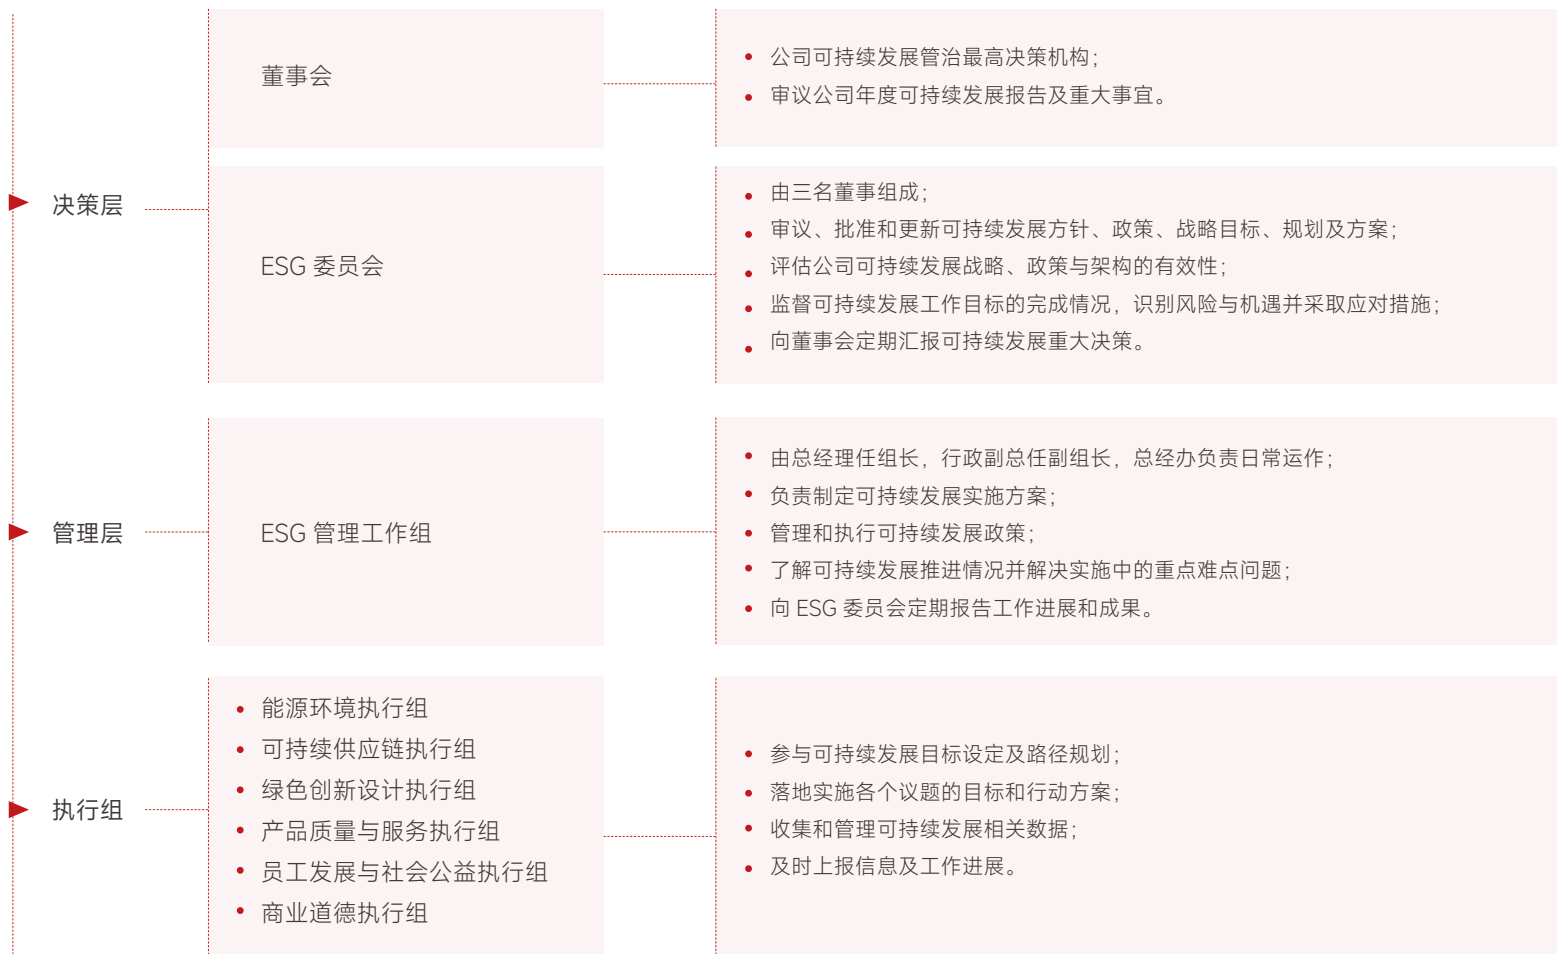 董事会
公司可持续发展管治最高决策机构；
审议公司年度可持续发展报告及重大事宜。
决策层
ESG 委员会
由三名董事组成；
审议、批准和更新可持续发展方针、政策、战略目标、规划及方案；
评估公司可持续发展战略、政策与架构的有效性；
监督可持续发展工作目标的完成情况，识别风险与机遇并采取应对措施；
向董事会定期汇报可持续发展重大决策。
管理层
ESG 管理工作组
由总经理任组长，行政副总任副组长，总经办负责日常运作；
负责制定可持续发展实施方案；
管理和执行可持续发展政策；
了解可持续发展推进情况并解决实施中的重点难点问题；
向 ESG 委员会定期报告工作进展和成果。
执行组
能源环境执行组
可持续供应链执行组
绿色创新设计执行组
产品质量与服务执行组
员工发展与社会公益执行组
商业道德执行组
参与可持续发展目标设定及路径规划；
落地实施各个议题的目标和行动方案；
收集和管理可持续发展相关数据；
及时上报信息及工作进展。